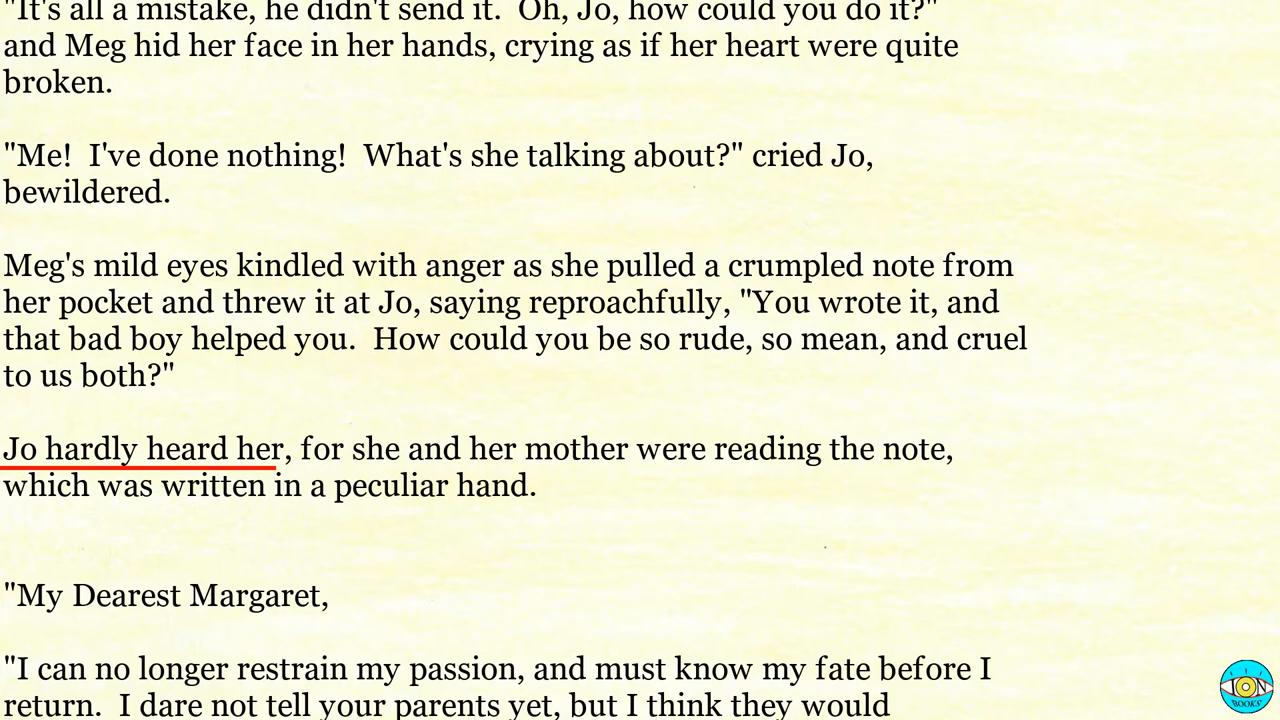 "It's all a mistake, he didn't send it.  Oh, Jo, how could you do it?"
and Meg hid her face in her hands, crying as if her heart were quite
broken.
"Me!  I've done nothing!  What's she talking about?" cried Jo,
bewildered.
Meg's mild eyes kindled with anger as she pulled a crumpled note from
her pocket and threw it at Jo, saying reproachfully, "You wrote it, and
that bad boy helped you.  How could you be so rude, so mean, and cruel
to us both?"
Jo hardly heard her, for she and her mother were reading the note,
which was written in a peculiar hand.
"My Dearest Margaret,
"I can no longer restrain my passion, and must know my fate before I
return.  I dare not tell your parents yet, but I think they would
ION
BOOKS